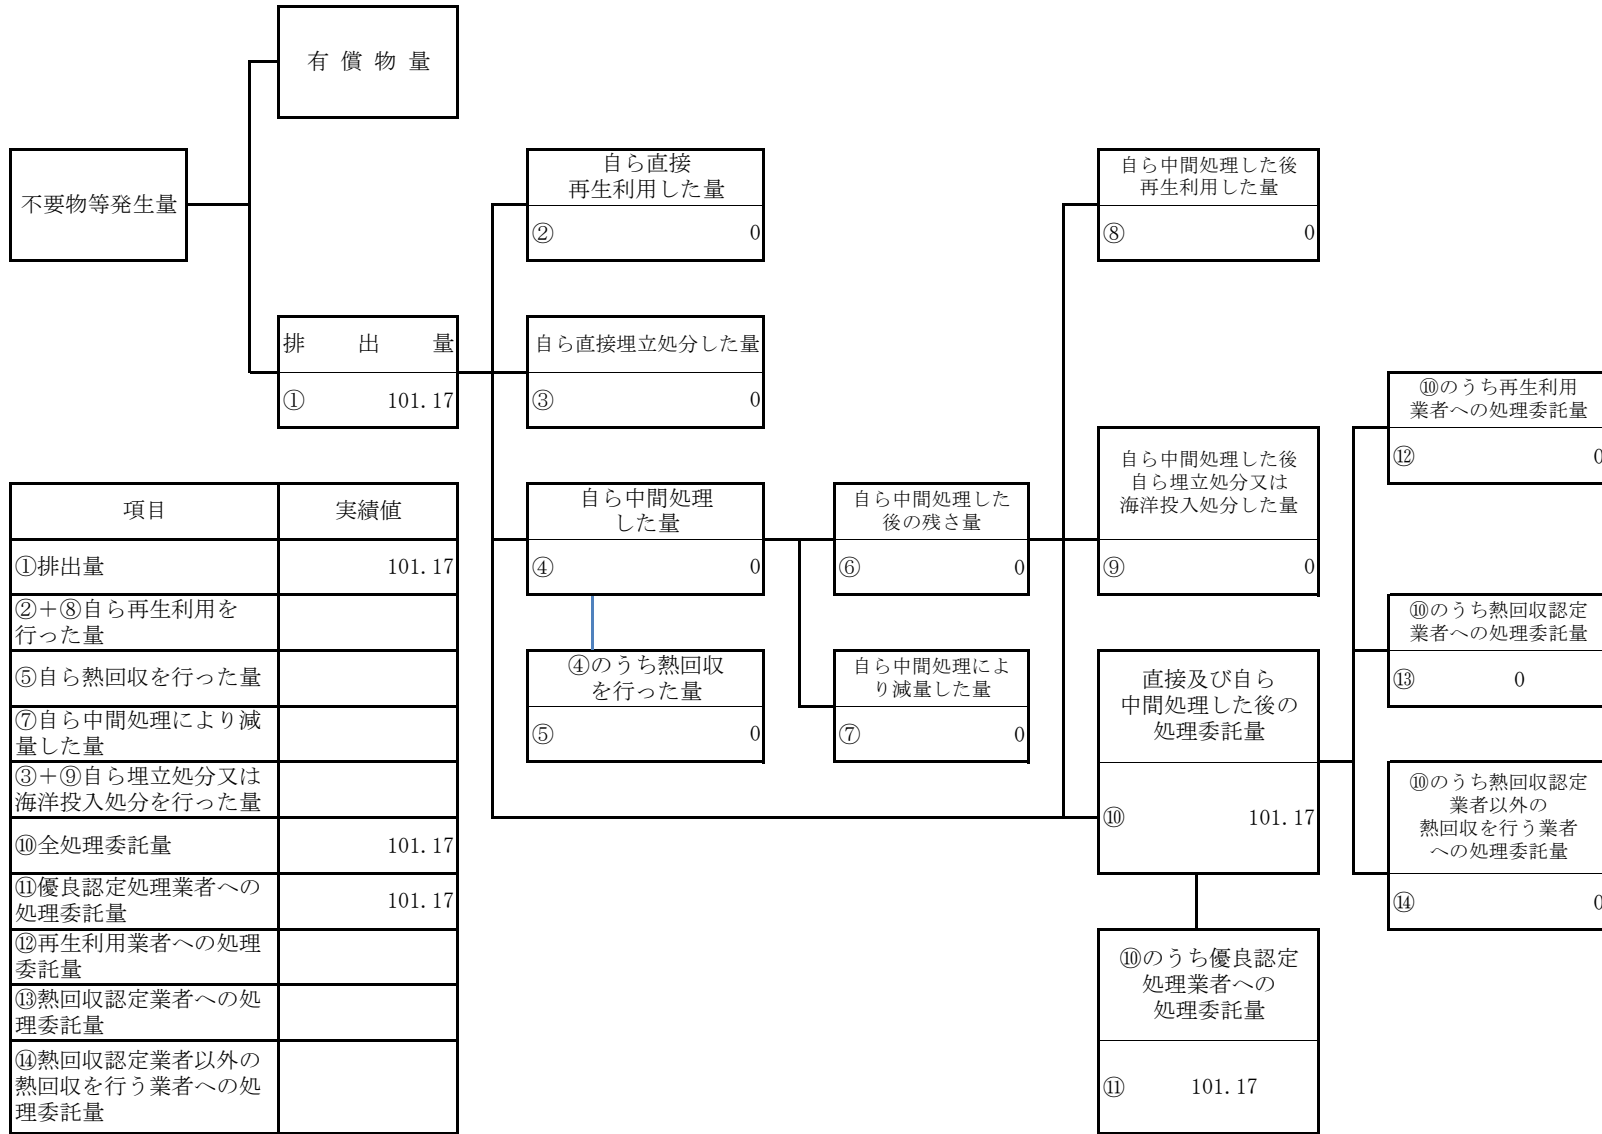 有償物量
不要物等発生量
自ら直接
再生利用した量
② 0
自ら中間処理した後
再生利用した量
⑧ 0
排出量
① 101.17
自ら直接埋立処分した量
③ 0
⑩のうち再生利用
業者への処理委託量
⑫ 0
自ら中間処理した後
自ら埋立処分又は
海洋投入処分した量
⑨ 0
自ら中間処理
した量
④ 0
自ら中間処理した
後の残さ量
⑥ 0
⑩のうち熱回収認定
業者への処理委託量
⑬ 0
④のうち熱回収
を行った量
⑤ 0
自ら中間処理によ
り減量した量
⑦ 0
直接及び自ら
中間処理した後の
処理委託量
⑩ 101.17
⑩のうち熱回収認定
業者以外の
熱回収を行う業者
への処理委託量
⑭ 0
⑩のうち優良認定
処理業者への
処理委託量
⑪ 101.17
項目 実績値
①排出量 101.17
②＋⑧自ら再生利用を
行った量
⑤自ら熱回収を行った量
⑦自ら中間処理により減
量した量
③＋⑨自ら埋立処分又は
海洋投入処分を行った量
⑩全処理委託量 101.17
⑪優良認定処理業者への
処理委託量 101.17
⑫再生利用業者への処理
委託量
⑬熱回収認定業者への処
理委託量
⑭熱回収認定業者以外の
熱回収を行う業者への処
理委託量